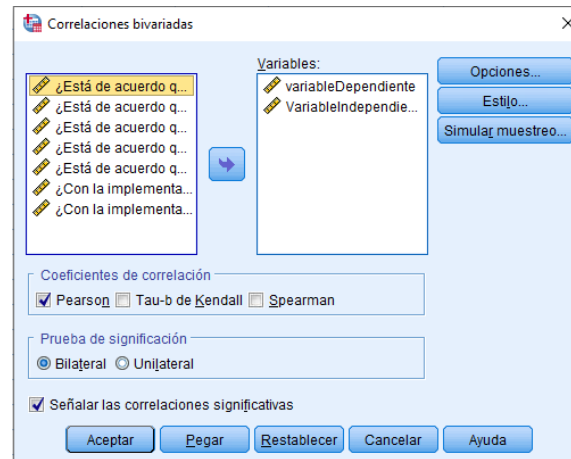 Correlaciones bivariadas
Variables:
¿Está de acuerdo q...
¿Está de acuerdo q...
¿Está de acuerdo q...
¿Está de acuerdo q...
¿Está de acuerdo q...
¿Con la implementa...
¿Con la implementa...
variableDependiente
VariableIndependie...
Opciones...
Estilo...
Simular muestreo...
Coeficientes de correlación
Pearson Tau-b de Kendall Spearman
Prueba de significación
Bilateral Unilateral
Señalar las correlaciones significativas
Aceptar Pegar Restablecer Cancelar Ayuda